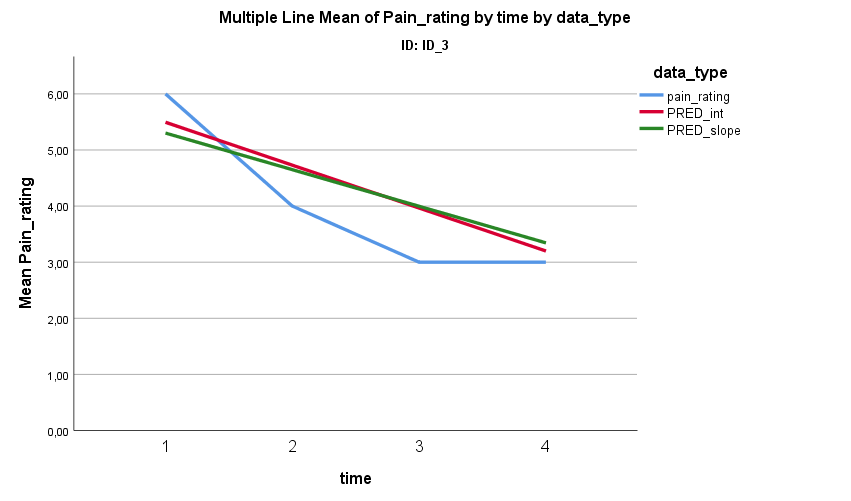 Multiple Line Mean of Pain_rating by time by data_type
ID: ID_3
data_type
pain_rating
PRED_int
PRED_slope
Mean Pain_rating
6,00
5,00
4,00
3,00
2,00
1,00
0,00
1 2 3 4
time